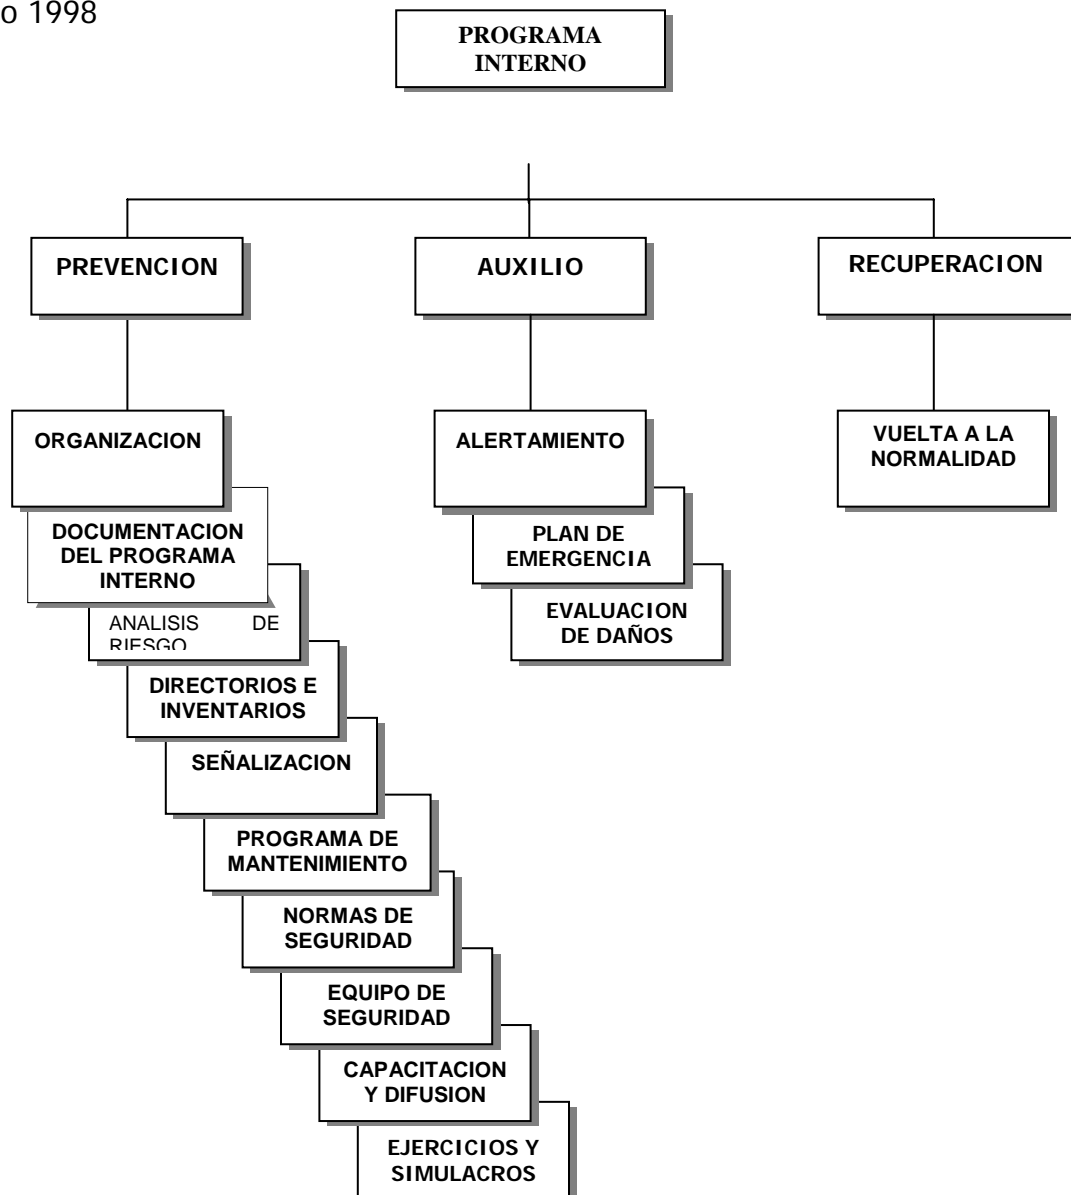 o 1998
PROGRAMA
INTERNO
PREVENCION
AUXILIO
RECUPERACION
ORGANIZACION
DOCUMENTACION
DEL PROGRAMA
INTERNO
ANALISIS DE
RIESGO
DIRECTORIOS E
INVENTARIOS
SEÑALIZACION
PROGRAMA DE
MANTENIMIENTO
NORMAS DE
SEGURIDAD
EQUIPO DE
SEGURIDAD
CAPACITACION
Y DIFUSION
EJERCICIOS Y
SIMULACROS
ALERTAMIENTO
PLAN DE
EMERGENCIA
EVALUACION
DE DAÑOS
VUELTA A LA
NORMALIDAD